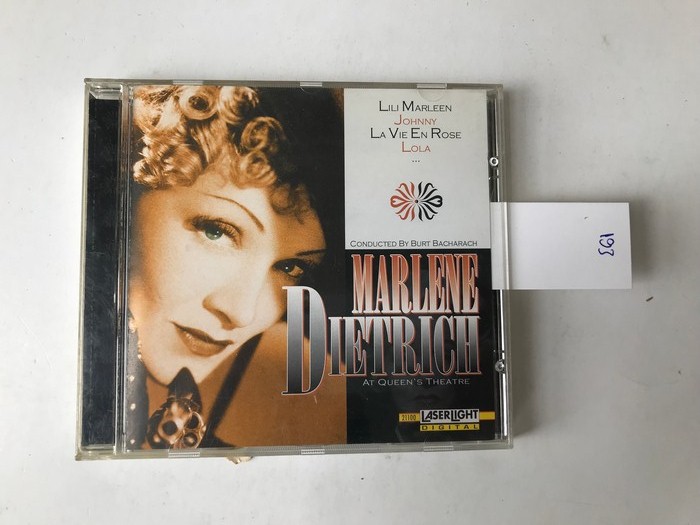 LILI MARLEEN
JOHNNY
LA VIE EN ROSE
LOLA
...
CONDUCTED BY BURT BACHARACH
MARLENE
DIETRICH
AT QUEEN'S THEATRE
21100 LASERLIGHT
DIGITAL
193